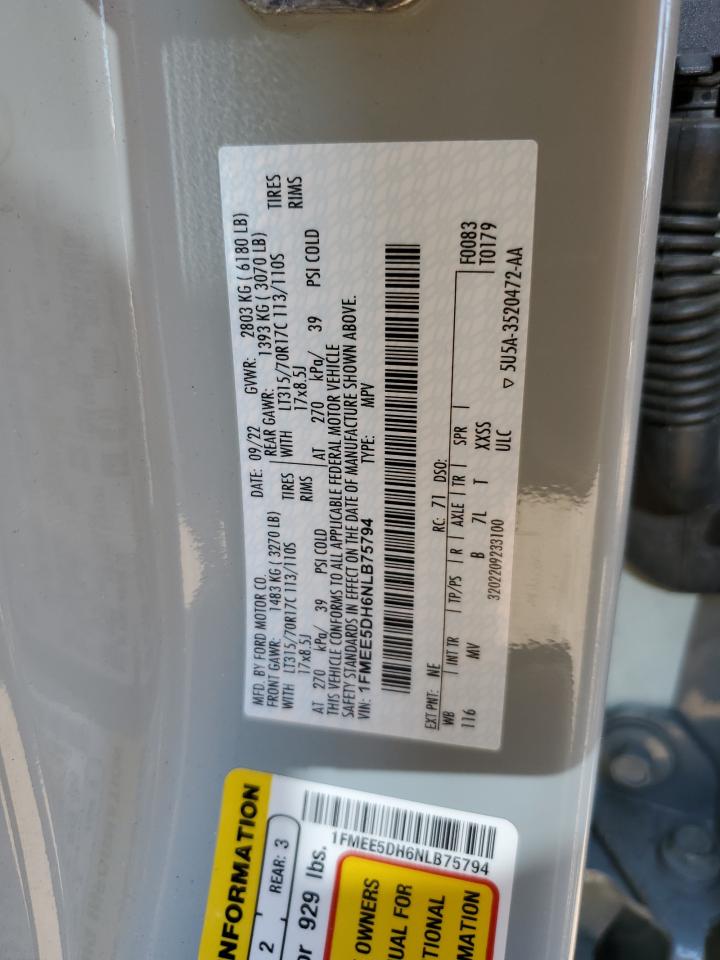 MFD. BY FORD MOTOR CO.
DATE: 09/22 GVWR: 2803 KG ( 6180 LB)
FRONT GAWR: 1483 KG ( 3270 LB) REAR GAWR: 1393 KG ( 3070 LB)
WITH LT315/70R17C 113/110S TIRES WITH LT315/70R17C 113/110S TIRES
17x8.5J RIMS 17x8.5J RIMS
AT 270 kPa/ 39 PSI COLD AT 270 kPa/ 39 PSI COLD
THIS VEHICLE CONFORMS TO ALL APPLICABLE FEDERAL MOTOR VEHICLE
SAFETY STANDARDS IN EFFECT ON THE DATE OF MANUFACTURE SHOWN ABOVE.
VIN: 1FMEE5DH6NLB75794 TYPE: MPV
EXT PNT: NE RC: 71 DSO: F0083
WB INT TR TP/PS R AXLE TR SPR T0179
116 MV B 7L T XXSS
3202209233100 ULC
▽ 5U5A-3520472-AA
NFORMATION
2 REAR: 3
or 929 lbs.
1FMEE5DH6NLB75794
OWNERS
UAL FOR
TIONAL
MATION